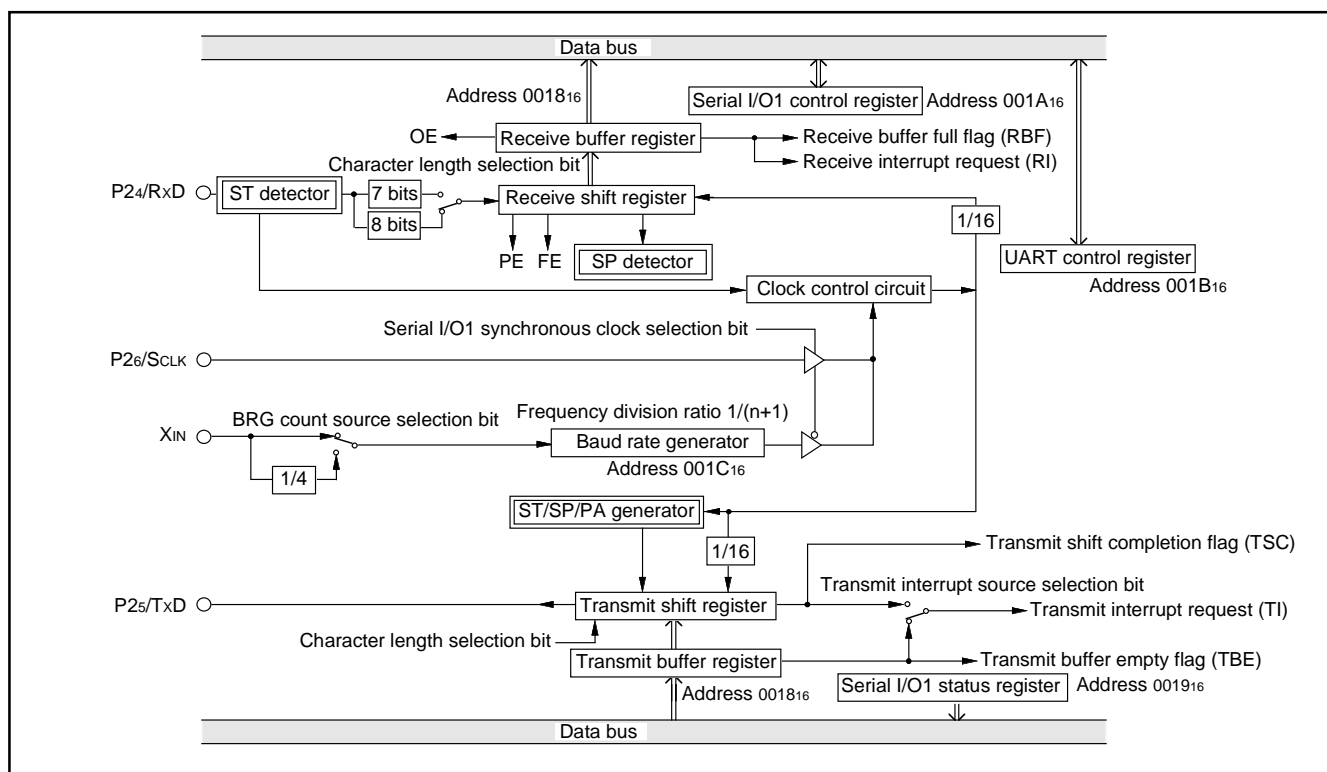 Data bus
Address 0018₁₆
Serial I/O1 control register
Address 001A₁₆
OE
Receive buffer register
Receive buffer full flag (RBF)
Receive interrupt request (RI)
Character length selection bit
P2₄/RxD
ST detector
7 bits
8 bits
Receive shift register
1/16
PE
FE
SP detector
UART control register
Address 001B₁₆
Clock control circuit
Serial I/O1 synchronous clock selection bit
P2₆/SCLK
BRG count source selection bit
Frequency division ratio 1/(n+1)
XIN
Baud rate generator
Address 001C₁₆
1/4
ST/SP/PA generator
1/16
Transmit shift completion flag (TSC)
Transmit interrupt source selection bit
P2₅/TxD
Transmit shift register
Transmit interrupt request (TI)
Character length selection bit
Transmit buffer register
Transmit buffer empty flag (TBE)
Address 0018₁₆
Serial I/O1 status register
Address 0019₁₆
Data bus